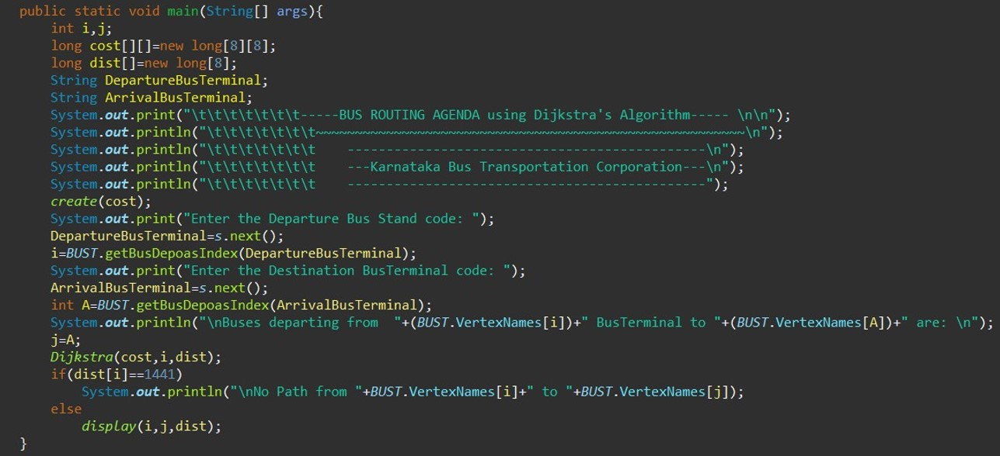 public static void main(String[] args){
int i,j;
long cost[][]=new long[8][8];
long dist[]=new long[8];
String DepartureBusTerminal;
String ArrivalBusTerminal;
System.out.print("\t\t\t\t\t\t\t-----BUS ROUTING AGENDA using Dijkstra's Algorithm----- \n\n");
System.out.println("\t\t\t\t\t\t\t~~~~~~~~~~~~~~~~~~~~~~~~~~~~~~~~~~~~~~~~~~~~~~~~~~~~~~~\n");
System.out.println("\t\t\t\t\t\t\t    ----------------------------------------------\n");
System.out.println("\t\t\t\t\t\t\t    ---Karnataka Bus Transportation Corporation---\n");
System.out.println("\t\t\t\t\t\t\t    ----------------------------------------------");
create(cost);
System.out.print("Enter the Departure Bus Stand code: ");
DepartureBusTerminal=s.next();
i=BUST.getBusDepoasIndex(DepartureBusTerminal);
System.out.print("Enter the Destination BusTerminal code: ");
ArrivalBusTerminal=s.next();
int A=BUST.getBusDepoasIndex(ArrivalBusTerminal);
System.out.println("\nBuses departing from  "+(BUST.VertexNames[i])+" BusTerminal to "+(BUST.VertexNames[A])+" are: \n");
j=A;
Dijkstra(cost,i,dist);
if(dist[i]==1441)
System.out.println("\nNo Path from "+BUST.VertexNames[i]+" to "+BUST.VertexNames[j]);
else
display(i,j,dist);
}